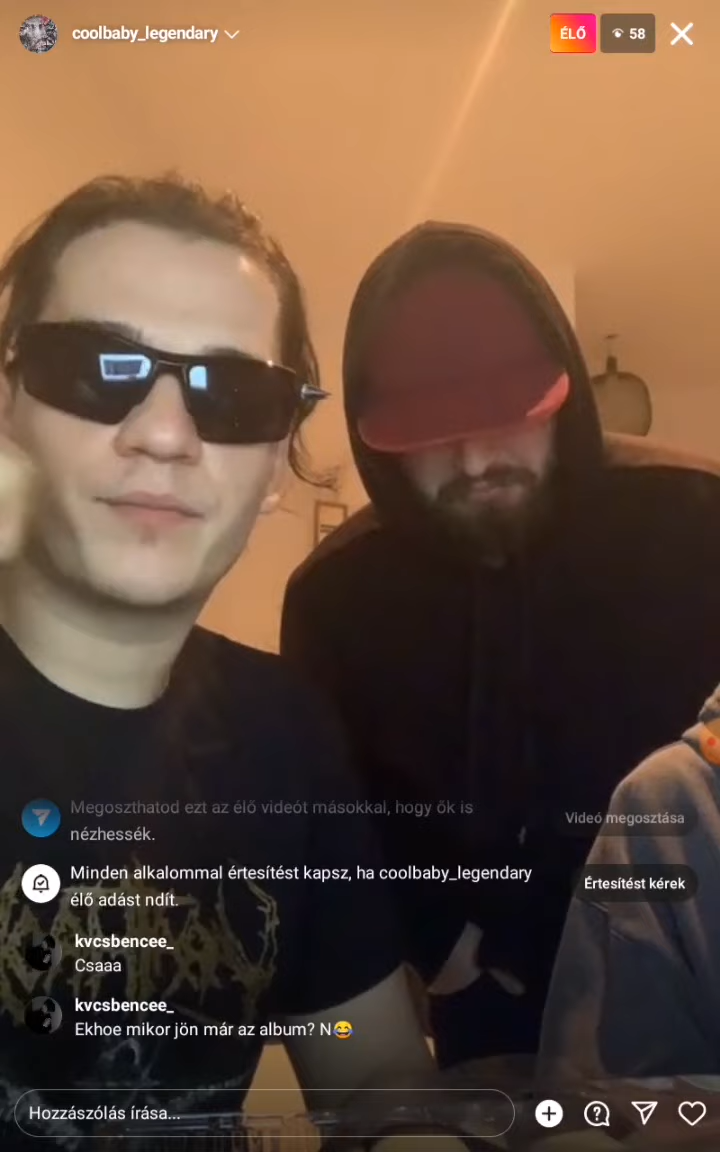 coolbaby_legendary
ÉLŐ
58
Megoszthatod ezt az élő videót másokkal, hogy ők is
nézhessék.
Videó megosztása
Minden alkalommal értesítést kapsz, ha coolbaby_legendary
élő adást ndít.
Értesítést kérek
kvcsbencee_
Csaaa
kvcsbencee_
Ekhoe mikor jön már az album? N😂
Hozzászólás írása...